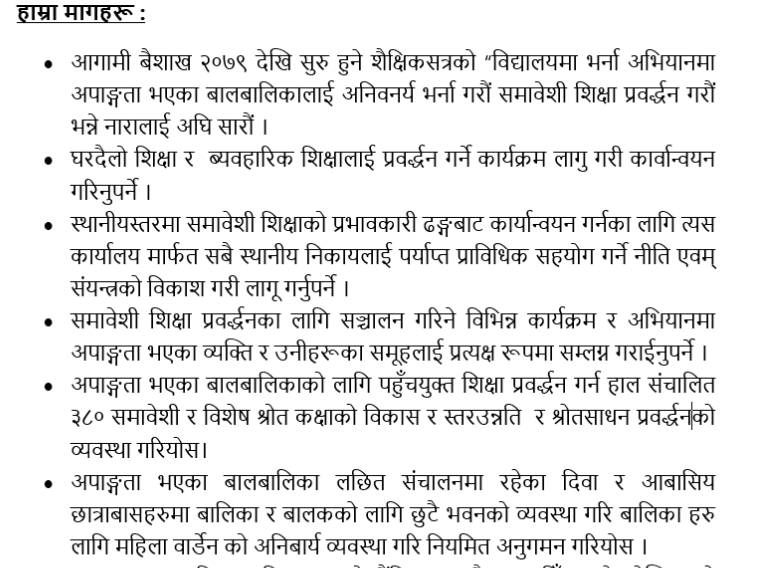 हाम्रा मागहरू :
• आगामी बैशाख २०७९ देखि सुरु हुने शैक्षिकसत्रको “विद्यालयमा भर्ना अभियानमा
अपाङ्गता भएका बालबालिकालाई अनिवनर्य भर्ना गरौं समावेशी शिक्षा प्रवर्द्धन गरौं
भन्ने नारालाई अघि सारौं ।
• घरदैलो शिक्षा र ब्यवहारिक शिक्षालाई प्रवर्द्धन गर्ने कार्यक्रम लागु गरी कार्वान्वयन
गरिनुपर्ने ।
• स्थानीयस्तरमा समावेशी शिक्षाको प्रभावकारी ढङ्गबाट कार्यान्वयन गर्नका लागि त्यस
कार्यालय मार्फत सबै स्थानीय निकायलाई पर्याप्त प्राविधिक सहयोग गर्ने नीति एवम्
संयन्त्रको विकाश गरी लागू गर्नुपर्ने ।
• समावेशी शिक्षा प्रवर्द्धनका लागि सञ्चालन गरिने विभिन्न कार्यक्रम र अभियानमा
अपाङ्गता भएका व्यक्ति र उनीहरूका समूहलाई प्रत्यक्ष रूपमा सम्लग्न गराईनुपर्ने ।
• अपाङ्गता भएका बालबालिकाको लागि पहुँचयुक्त शिक्षा प्रवर्द्धन गर्न हाल संचालित
३८० समावेशी र विशेष श्रोत कक्षाको विकास र स्तरउन्नति र श्रोतसाधन प्रवर्द्धनको
व्यवस्था गरियोस।
• अपाङ्गता भएका बालबालिका लछित संचालनमा रहेका दिवा र आबासिय
छात्राबासहरुमा बालिका र बालकको लागि छुटै भवनको व्यवस्था गरि बालिका हरु
लागि महिला वार्डेन को अनिबार्य व्यवस्था गरि नियमित अनुगमन गरियोस ।